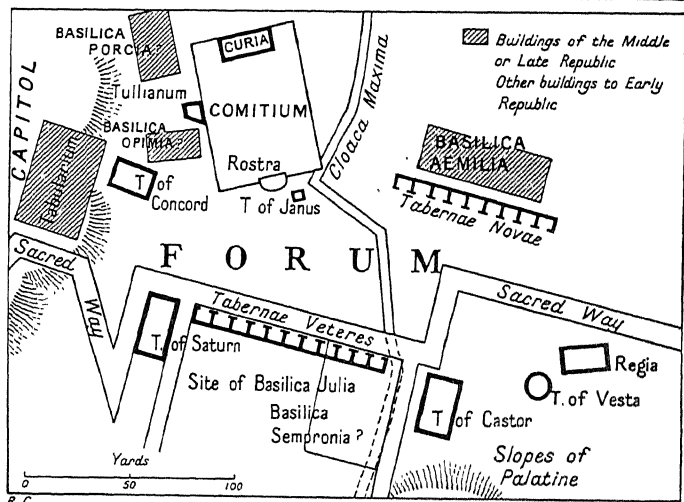 BASILICA
PORCIA?
CURIA
Buildings of the Middle
or Late Republic
Other buildings to Early
Republic
Tullianum
COMITIUM
Cloaca Maxima
CAPITOL
BASILICA
OPIMIA?
BASILICA
AEMILIA
Rostra
Tabularium
T of
Concord
T of Janus
Tabernae Novae
Sacred
Way
FORUM
Sacred Way
Tabernae Veteres
T. of Saturn
Regia
Site of Basilica Julia
T. of Vesta
Basilica
Sempronia?
T of Castor
Slopes of
Palatine
Yards
0 50 100